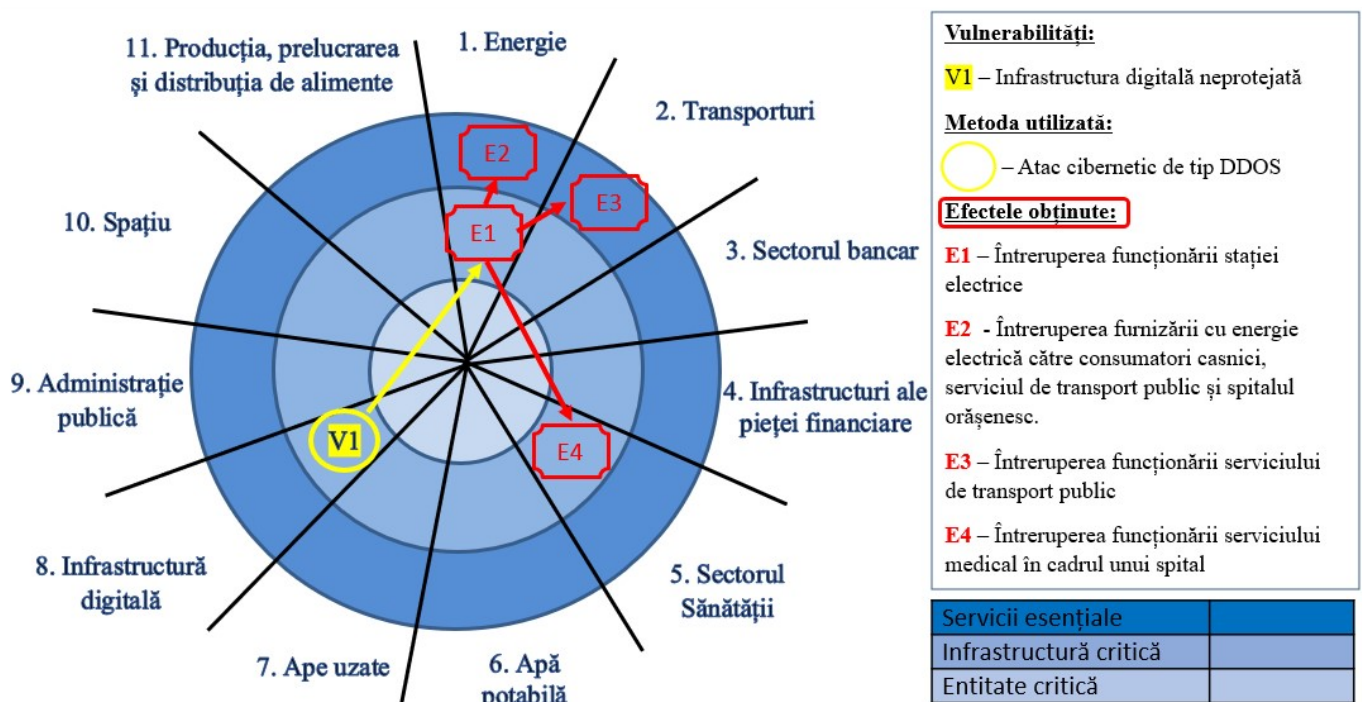 11. Producția, prelucrarea
și distribuția de alimente
1. Energie
2. Transporturi
3. Sectorul bancar
4. Infrastructuri ale
pieței financiare
5. Sectorul
Sănătății
6. Apă
potabilă
7. Ape uzate
8. Infrastructură
digitală
9. Administrație
publică
10. Spațiu
E2
E3
E1
E4
V1
Vulnerabilități:
V1 – Infrastructura digitală neprotejată
Metoda utilizată:
– Atac cibernetic de tip DDOS
Efectele obținute:
E1 – Întreruperea funcționării stației
electrice
E2 - Întreruperea furnizării cu energie
electrică către consumatori casnici,
serviciul de transport public și spitalul
orășenesc.
E3 – Întreruperea funcționării serviciului
de transport public
E4 – Întreruperea funcționării serviciului
medical în cadrul unui spital
Servicii esențiale
Infrastructură critică
Entitate critică